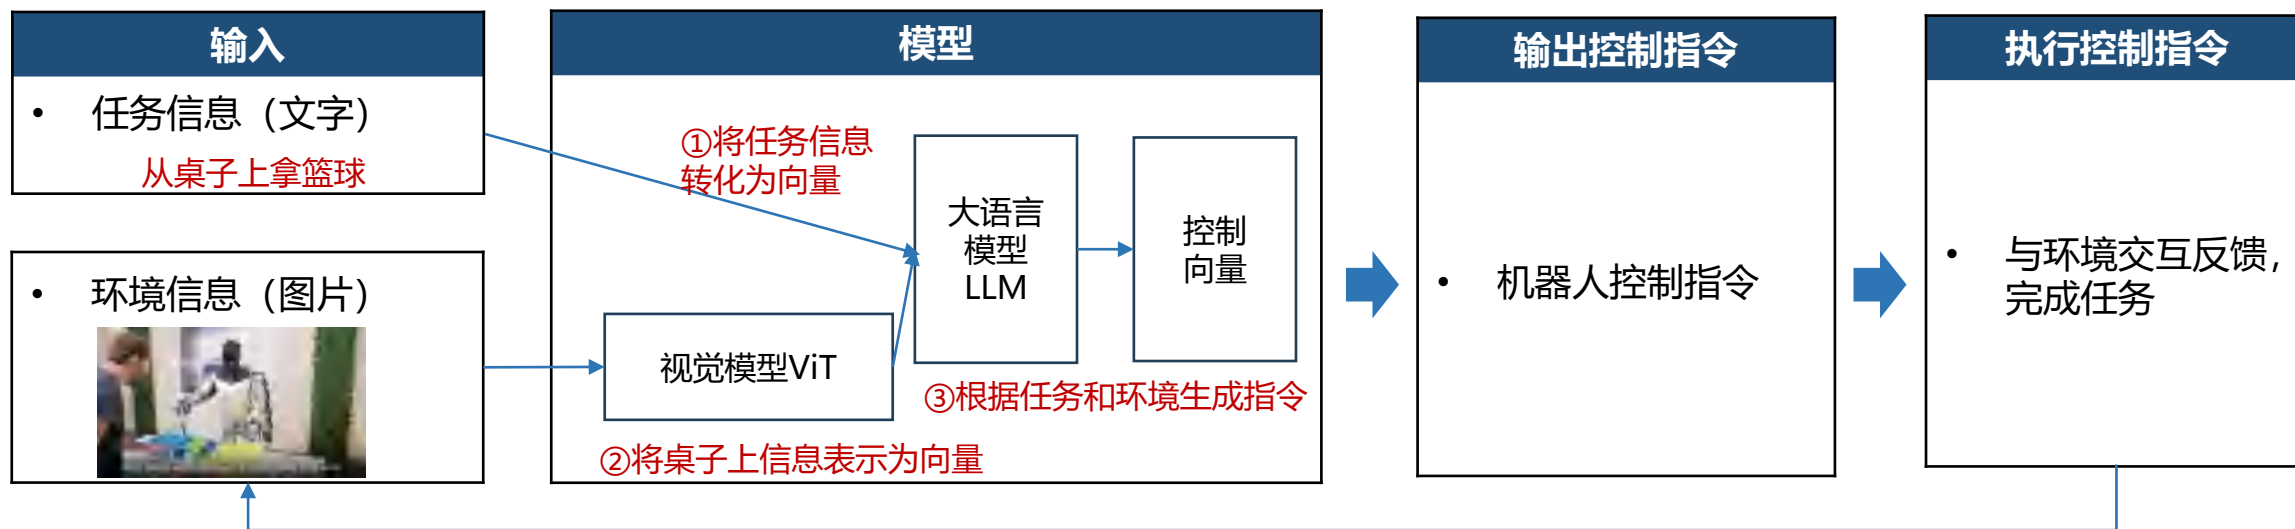 输入
• 任务信息（文字）
从桌子上拿篮球
• 环境信息（图片）
模型
①将任务信息
转化为向量
大语言
模型
LLM
控制
向量
视觉模型ViT
③根据任务和环境生成指令
②将桌子上信息表示为向量
输出控制指令
• 机器人控制指令
执行控制指令
• 与环境交互反馈，
完成任务